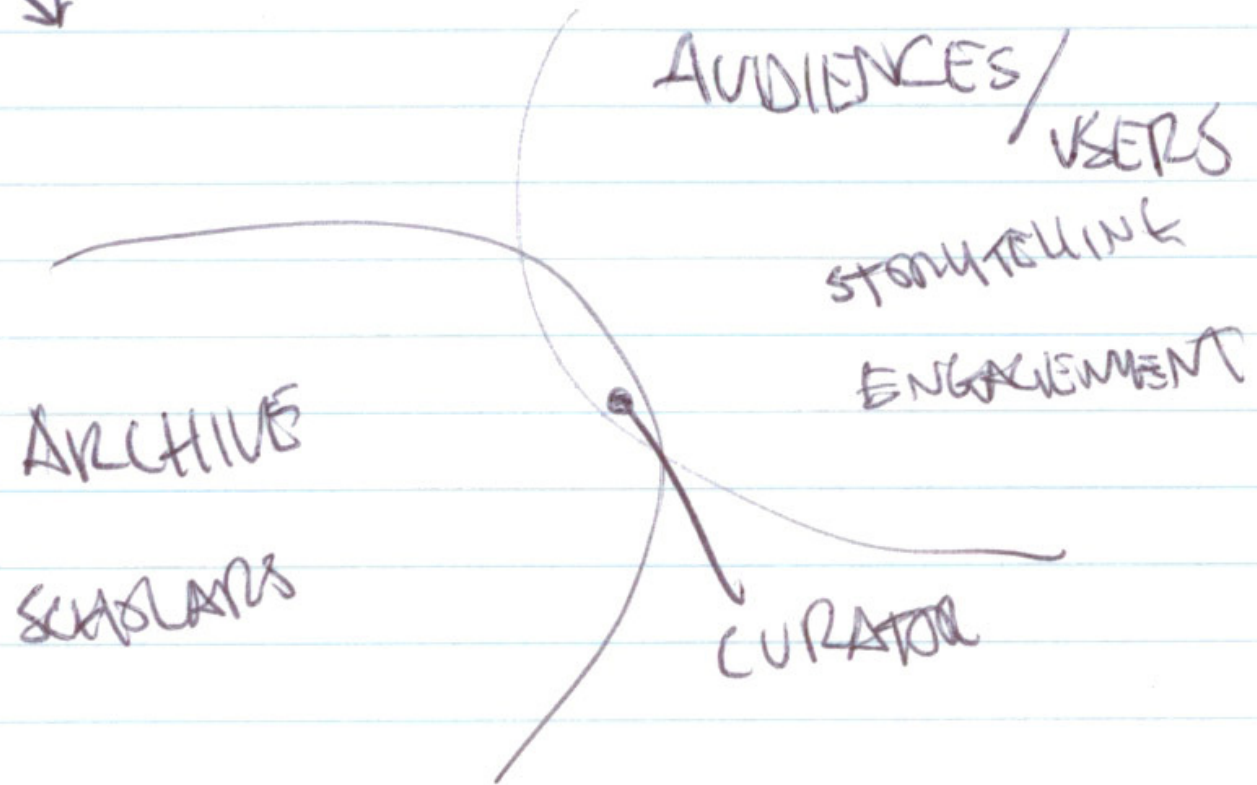 AUDIENCES/
USERS
STORYTELLING
ENGAGEMENT
ARCHIVE
SCHOLARS
CURATOR